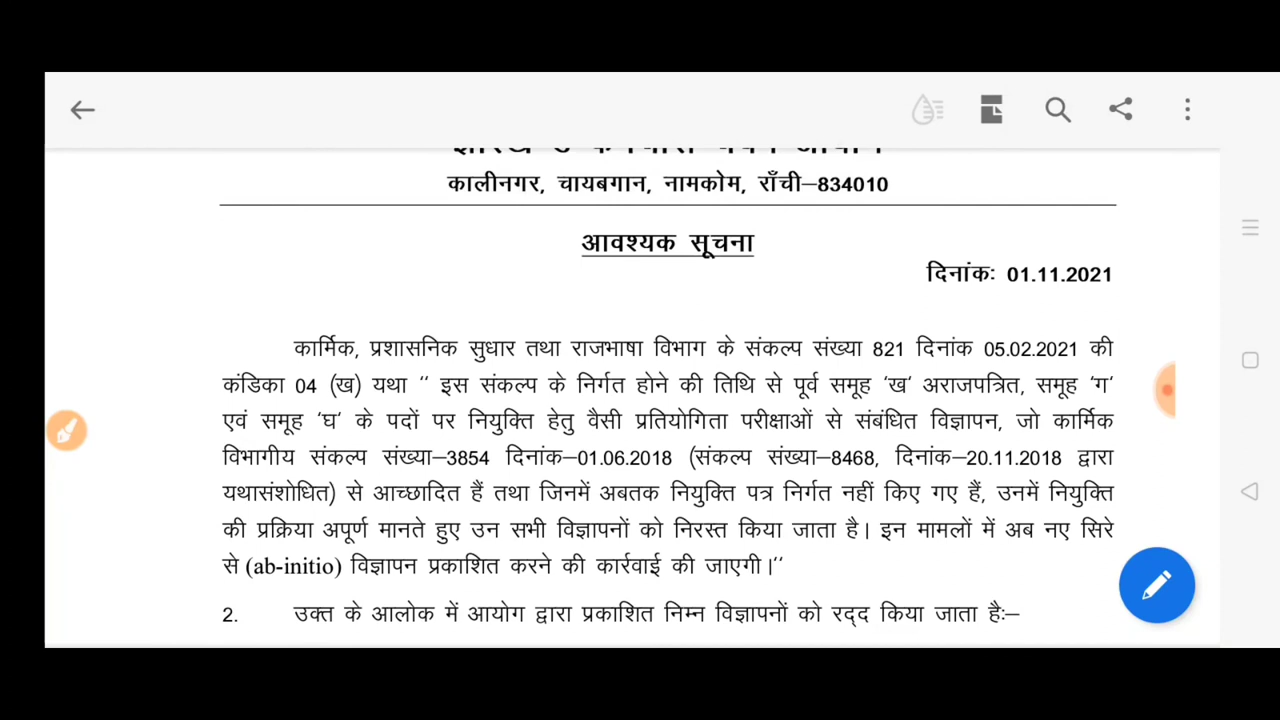 कालीनगर, चायबगान, नामकोम, राँची–834010
आवश्यक सूचना
दिनांकः 01.11.2021
कार्मिक, प्रशासनिक सुधार तथा राजभाषा विभाग के संकल्प संख्या 821 दिनांक 05.02.2021 की
कंडिका 04 (ख) यथा “ इस संकल्प के निर्गत होने की तिथि से पूर्व समूह ‘ख’ अराजपत्रित, समूह ‘ग’
एवं समूह ‘घ’ के पदों पर नियुक्ति हेतु वैसी प्रतियोगिता परीक्षाओं से संबंधित विज्ञापन, जो कार्मिक
विभागीय संकल्प संख्या–3854 दिनांक–01.06.2018 (संकल्प संख्या–8468, दिनांक–20.11.2018 द्वारा
यथासंशोधित) से आच्छादित हैं तथा जिनमें अबतक नियुक्ति पत्र निर्गत नहीं किए गए हैं, उनमें नियुक्ति
की प्रक्रिया अपूर्ण मानते हुए उन सभी विज्ञापनों को निरस्त किया जाता है। इन मामलों में अब नए सिरे
से (ab-initio) विज्ञापन प्रकाशित करने की कार्रवाई की जाएगी।“
2. उक्त के आलोक में आयोग द्वारा प्रकाशित निम्न विज्ञापनों को रद्द किया जाता हैः–